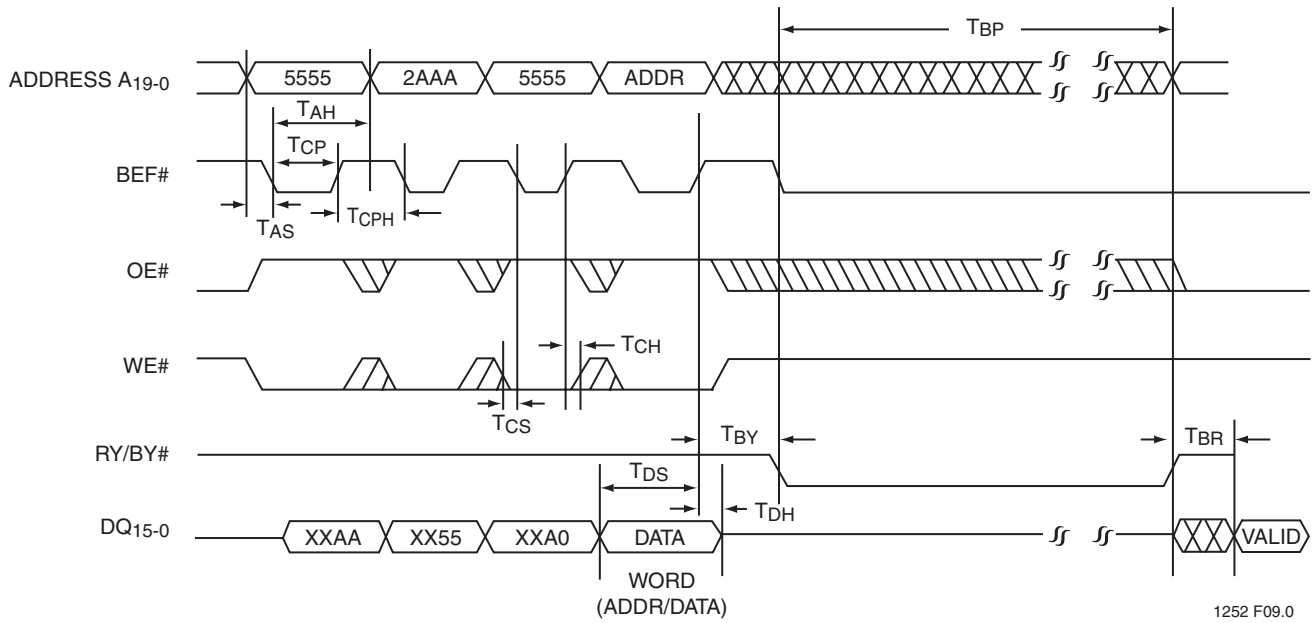 TBP
ADDRESS A19-0
5555
2AAA
5555
ADDR
TAH
TCP
BEF#
TAS
TCPH
OE#
TCH
WE#
TCS
TBY
TBR
RY/BY#
TDS
TDH
DQ15-0
XXAA
XX55
XXA0
DATA
VALID
WORD
(ADDR/DATA)
1252 F09.0